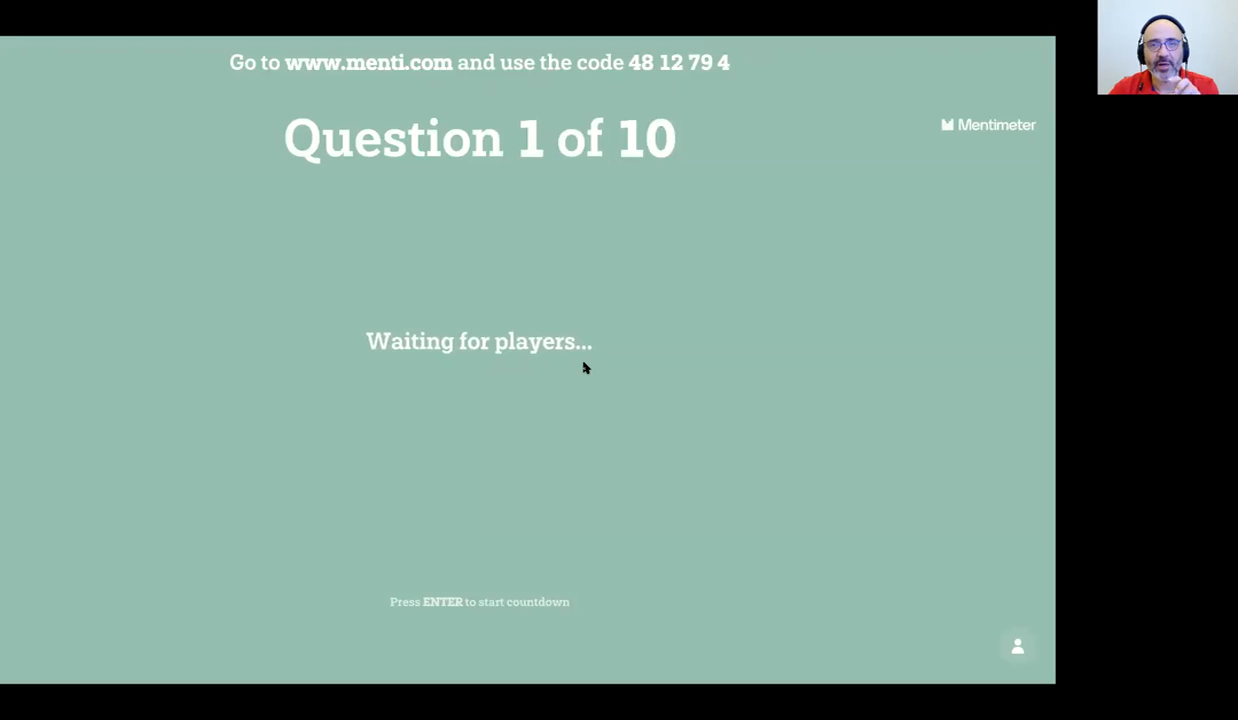 Go to www.menti.com and use the code 48 12 79 4
Question 1 of 10
Mentimeter
Waiting for players...
Press ENTER to start countdown